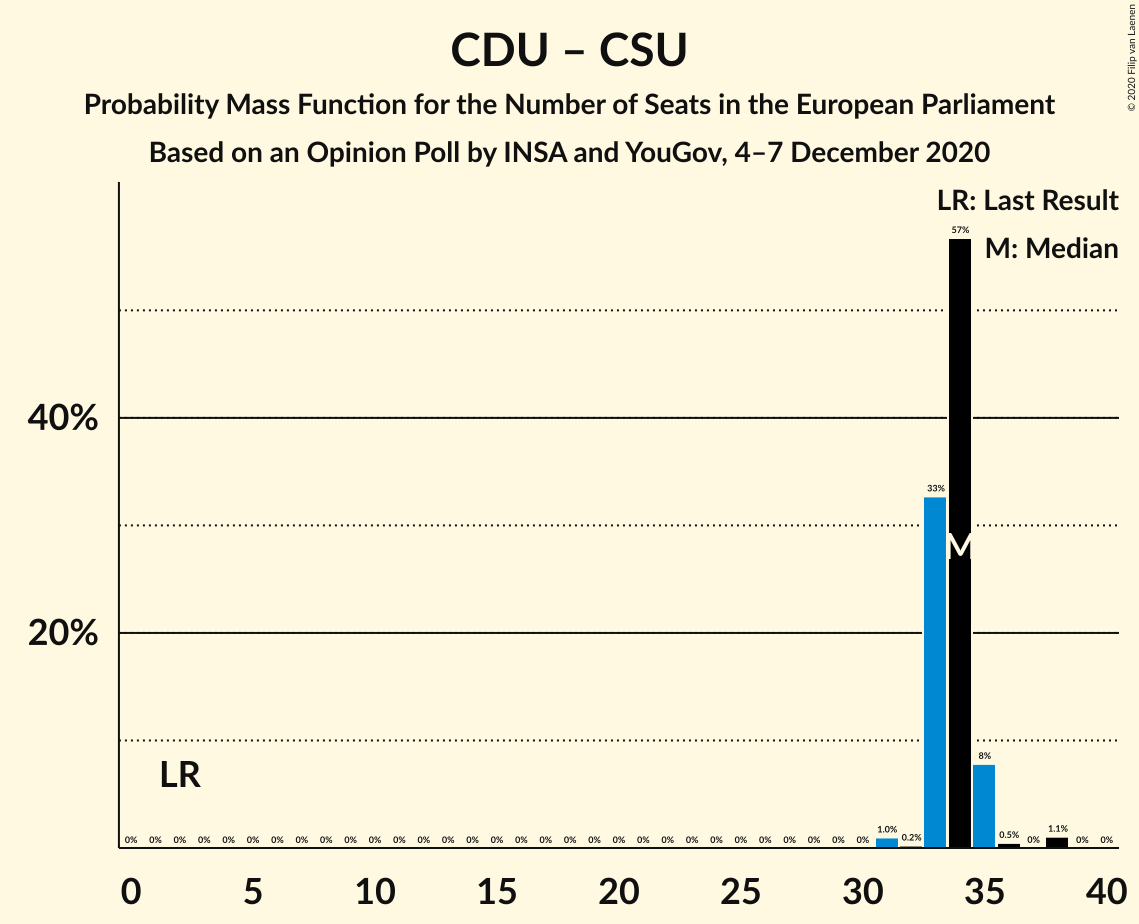 CDU – CSU
Probability Mass Function for the Number of Seats in the European Parliament
Based on an Opinion Poll by INSA and YouGov, 4–7 December 2020
© 2020 Filip van Laenen
LR: Last Result
M: Median
57%
40%
33%
M
20%
LR
8%
0% 0% 0% 0% 0% 0% 0% 0% 0% 0% 0% 0% 0% 0% 0% 0% 0% 0% 0% 0% 0% 0% 0% 0% 0% 0% 0% 0% 0% 0% 0% 1.0% 0.2% 0.5% 0% 1.1% 0% 0%
0 5 10 15 20 25 30 35 40